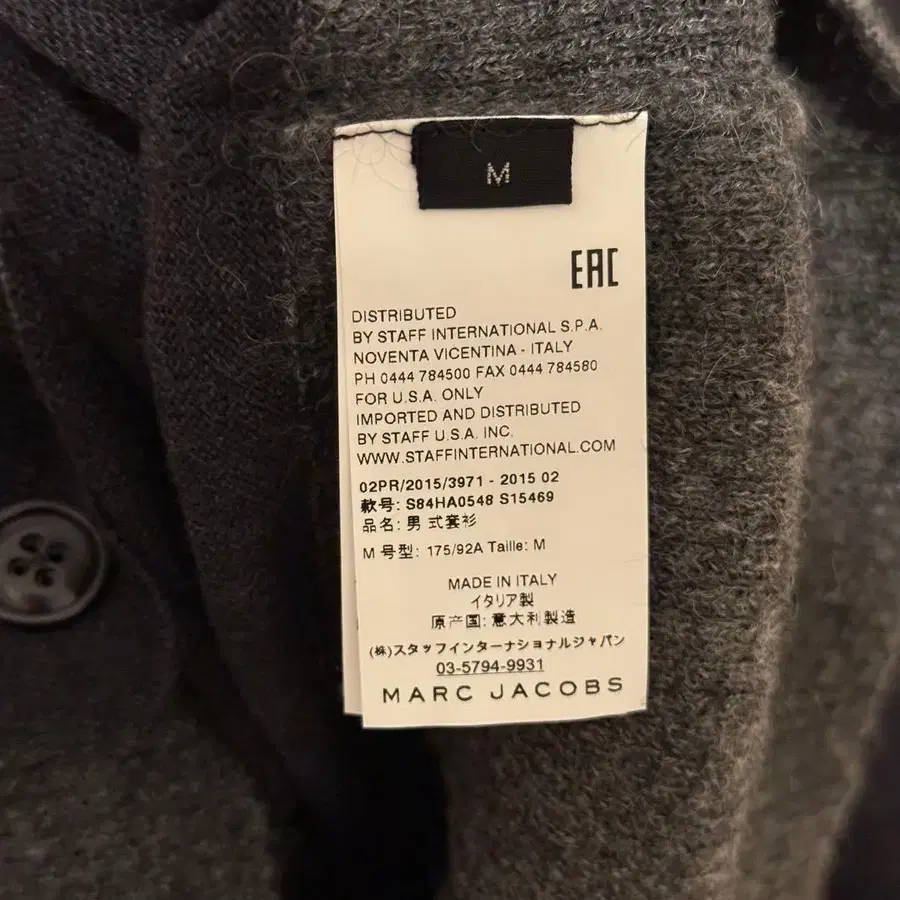 M
EAC
DISTRIBUTED
BY STAFF INTERNATIONAL S.P.A.
NOVENTA VICENTINA - ITALY
PH 0444 784500 FAX 0444 784580
FOR U.S.A. ONLY
IMPORTED AND DISTRIBUTED
BY STAFF U.S.A. INC.
WWW.STAFFINTERNATIONAL.COM
02PR/2015/3971 - 2015 02
款号: S84HA0548 S15469
品名: 男式套衫
M 号型: 175/92A Taille: M
MADE IN ITALY
イタリア製
原产国: 意大利製造
(株)スタッフインターナショナルジャパン
03-5794-9931
MARC JACOBS